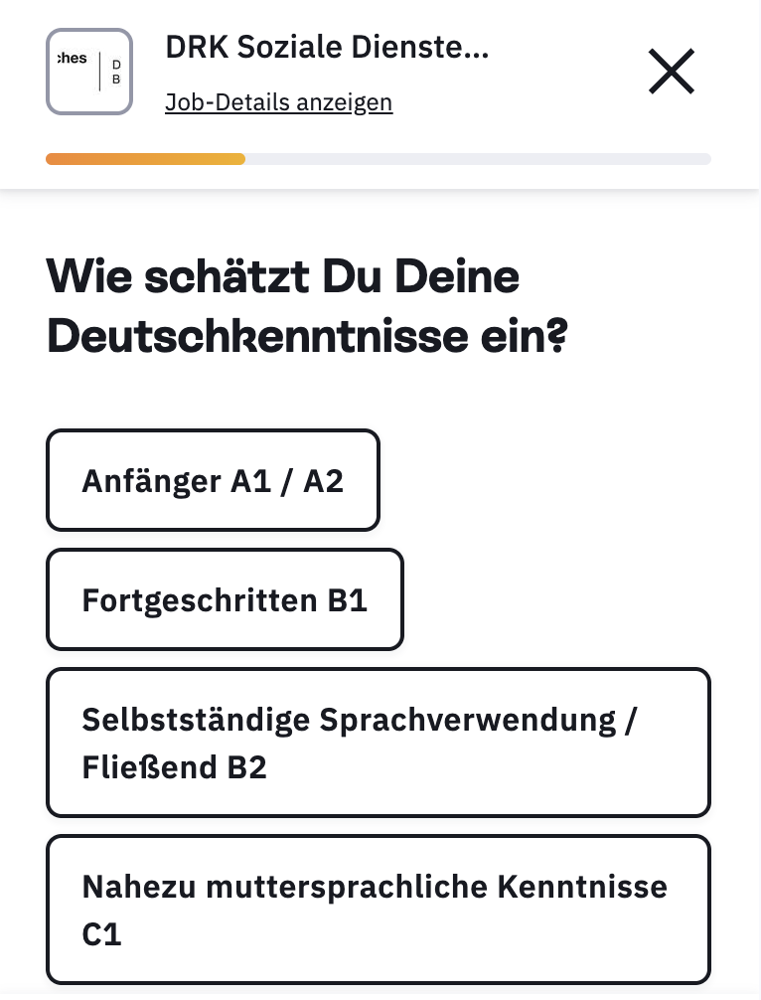 ches
D
B
DRK Soziale Dienste...
Job-Details anzeigen
Wie schätzt Du Deine
Deutschkenntnisse ein?
Anfänger A1 / A2
Fortgeschritten B1
Selbstständige Sprachverwendung /
Fließend B2
Nahezu muttersprachliche Kenntnisse
C1